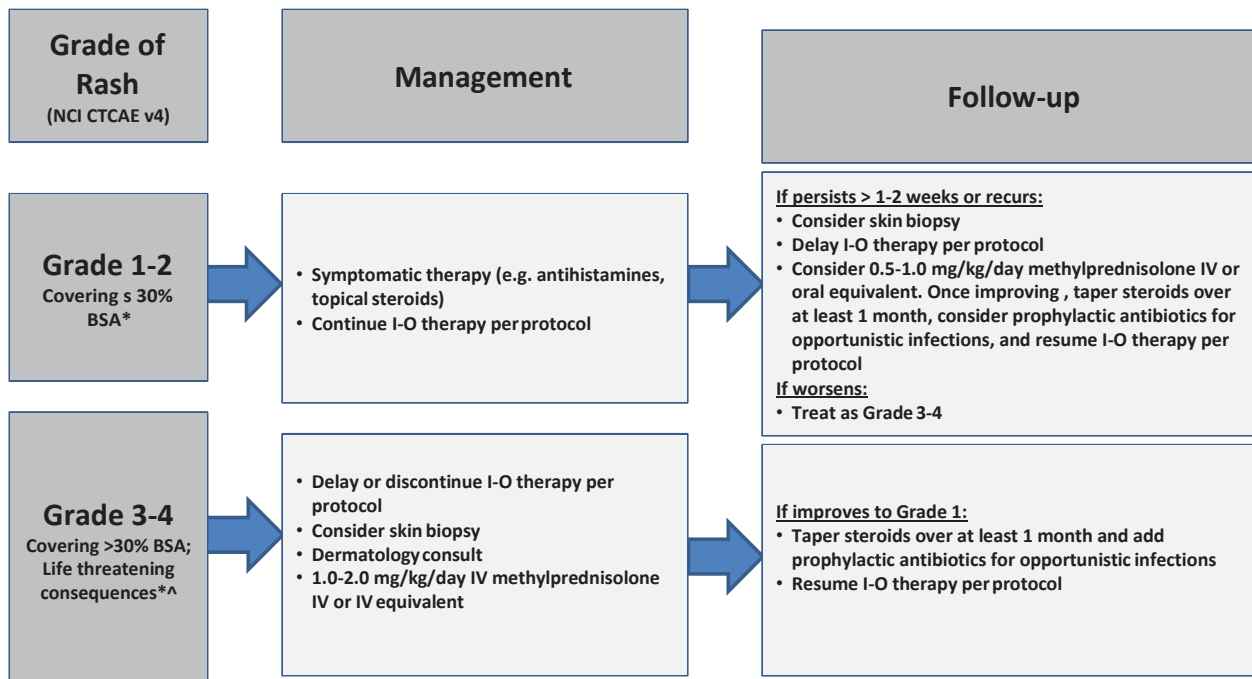 Grade of
Rash
(NCI CTCAE v4)
Management
Follow-up
Grade 1-2
Covering s 30%
BSA*
• Symptomatic therapy (e.g. antihistamines,
topical steroids)
• Continue I-O therapy per protocol
If persists > 1-2 weeks or recurs:
• Consider skin biopsy
• Delay I-O therapy per protocol
• Consider 0.5-1.0 mg/kg/day methylprednisolone IV or
oral equivalent. Once improving , taper steroids over
at least 1 month, consider prophylactic antibiotics for
opportunistic infections, and resume I-O therapy per
protocol
If worsens:
• Treat as Grade 3-4
Grade 3-4
Covering >30% BSA;
Life threatening
consequences*^
• Delay or discontinue I-O therapy per
protocol
• Consider skin biopsy
• Dermatology consult
• 1.0-2.0 mg/kg/day IV methylprednisolone
IV or IV equivalent
If improves to Grade 1:
• Taper steroids over at least 1 month and add
prophylactic antibiotics for opportunistic infections
• Resume I-O therapy per protocol